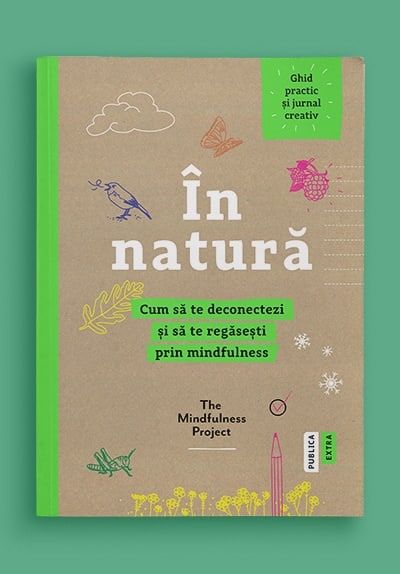 Ghid
practic
și jurnal
creativ
În
natură
Cum să te deconectezi
și să te regăsești
prin mindfulness
The
Mindfulness
Project
PUBLICA
EXTRA